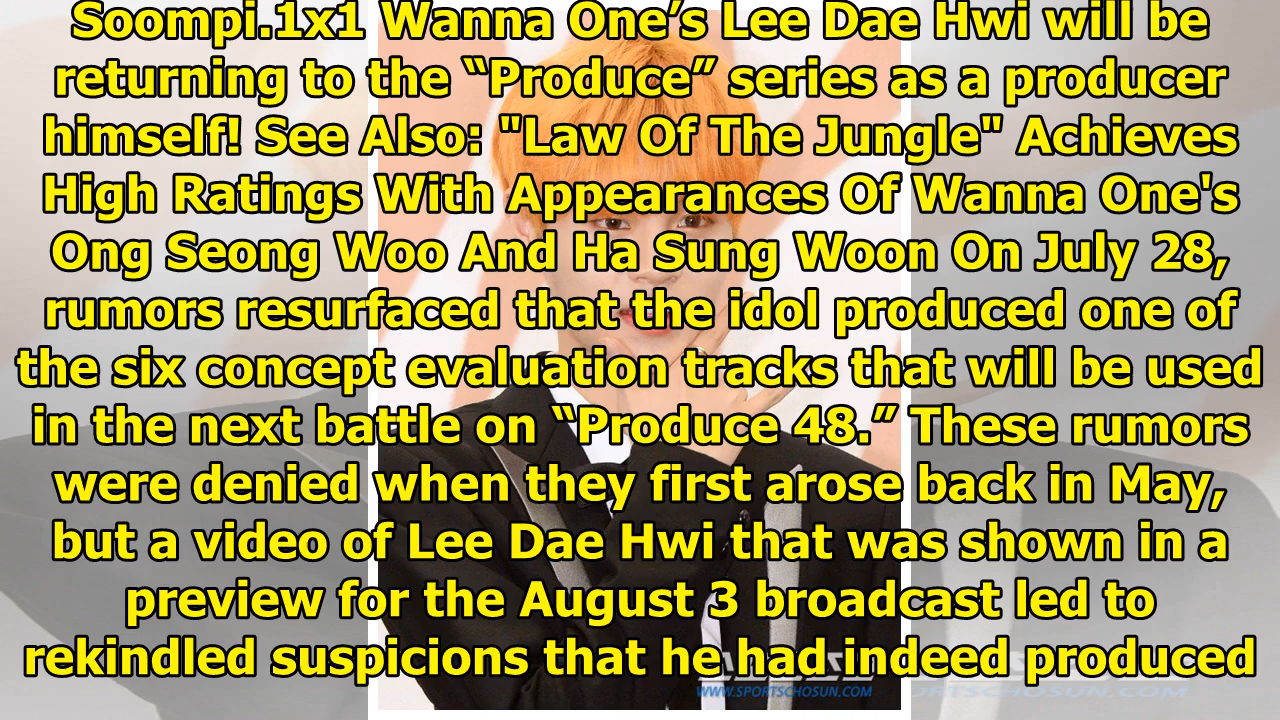 Soompi.1x1 Wanna One’s Lee Dae Hwi will be
returning to the “Produce” series as a producer
himself! See Also: "Law Of The Jungle" Achieves
High Ratings With Appearances Of Wanna One's
Ong Seong Woo And Ha Sung Woon On July 28,
rumors resurfaced that the idol produced one of
the six concept evaluation tracks that will be used
in the next battle on “Produce 48.” These rumors
were denied when they first arose back in May,
but a video of Lee Dae Hwi that was shown in a
preview for the August 3 broadcast led to
rekindled suspicions that he had indeed produced
WWW.SPORTSCHOSUN.COM